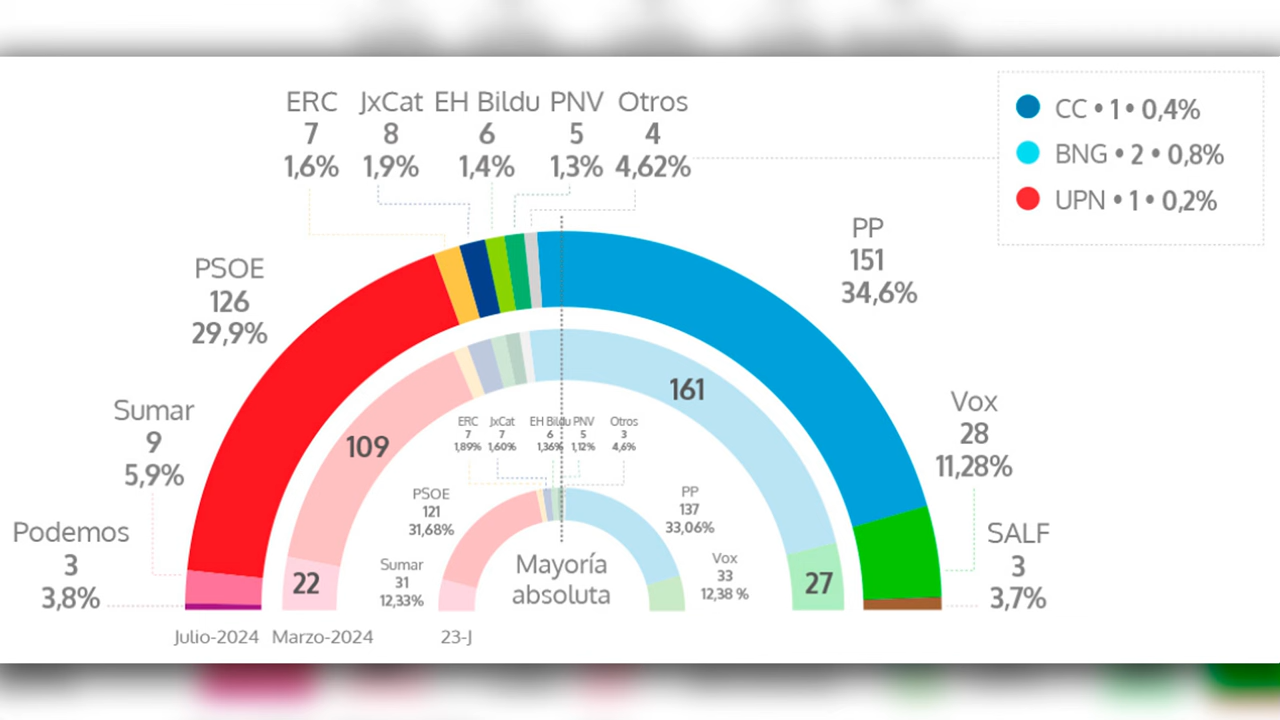 ERC
7
1,6%
JxCat
8
1,9%
EH Bildu
6
1,4%
PNV
5
1,3%
Otros
4
4,62%
CC • 1 • 0,4%
BNG • 2 • 0,8%
UPN • 1 • 0,2%
PSOE
126
29,9%
PP
151
34,6%
Sumar
9
5,9%
Vox
28
11,28%
Podemos
3
3,8%
SALF
3
3,7%
109
161
22
27
ERC
7
1,89%
JxCat
7
1,60%
EH Bildu
6
1,36%
PNV
5
1,12%
Otros
3
4,6%
PSOE
121
31,68%
PP
137
33,06%
Sumar
31
12,33%
Vox
33
12,38 %
Mayoría
absoluta
Julio-2024
Marzo-2024
23-J